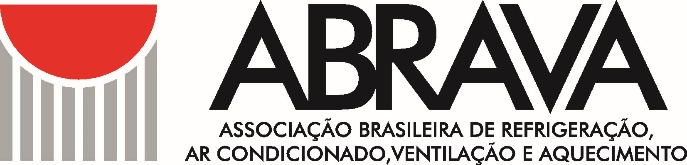 ABRAVA
ASSOCIAÇÃO BRASILEIRA DE REFRIGERAÇÃO,
AR CONDICIONADO,VENTILAÇÃO E AQUECIMENTO